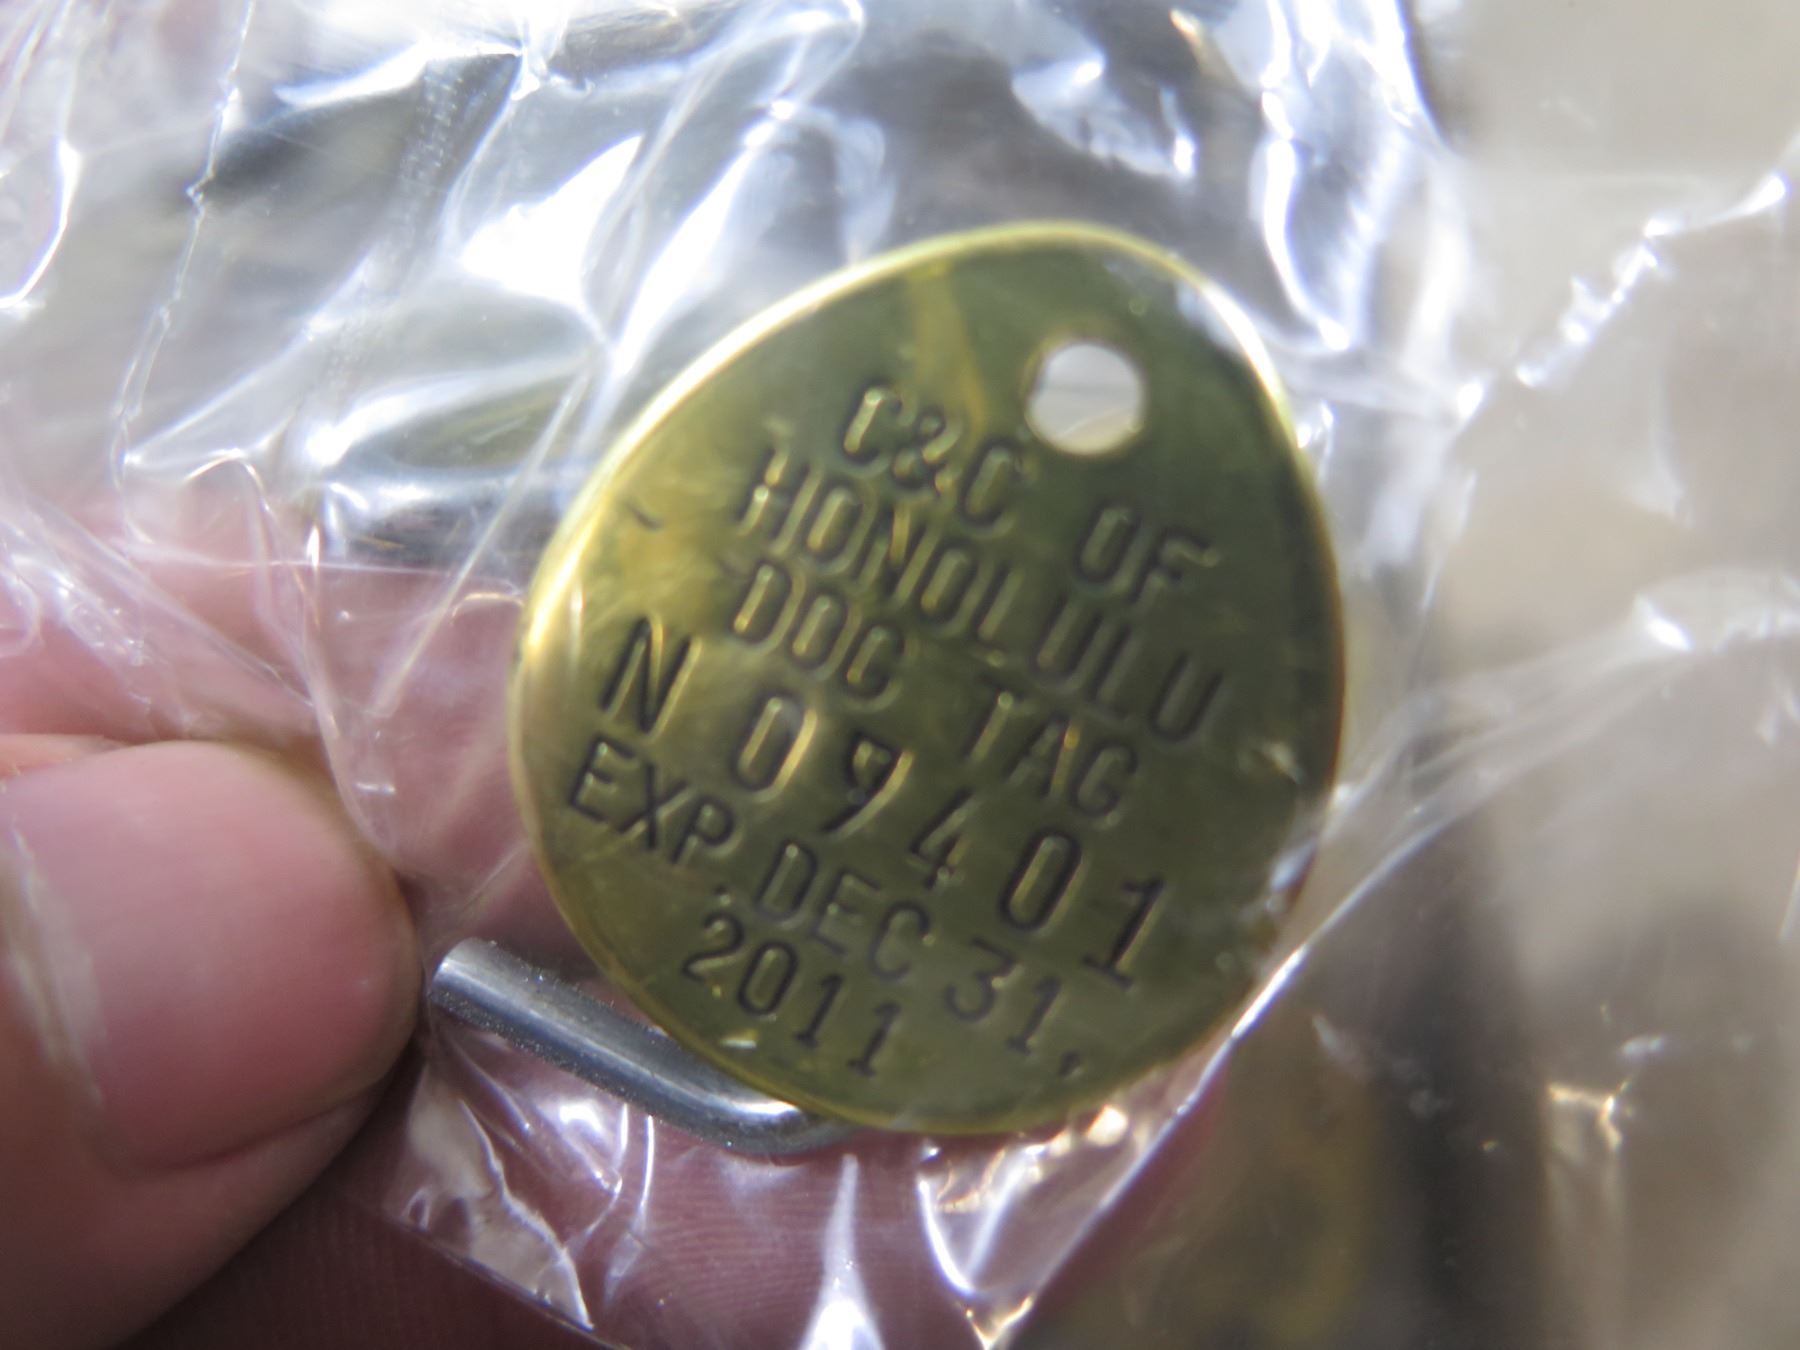 C&C OF
HONOLULU
DOG TAG
N 09401
EXP. DEC 31,
2011